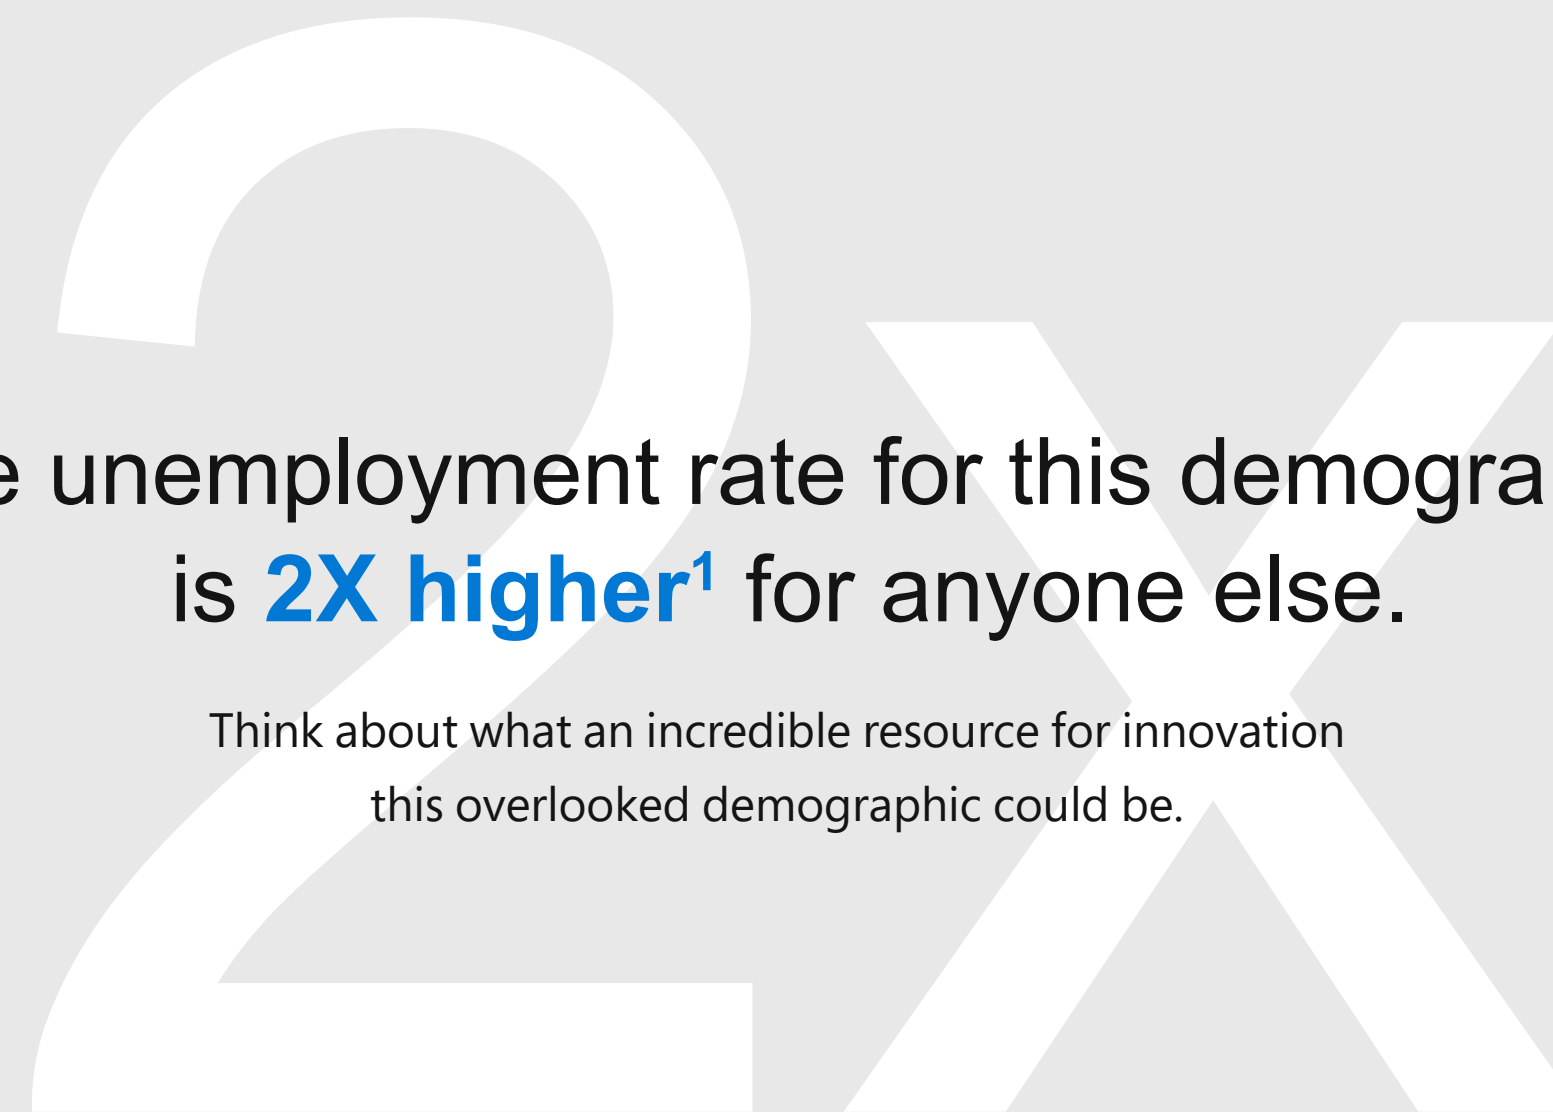 2x
e unemployment rate for this demogra
is 2X higher¹ for anyone else.
Think about what an incredible resource for innovation
this overlooked demographic could be.